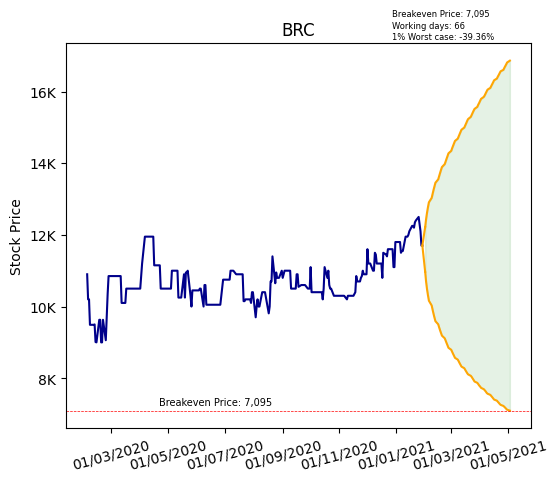 Breakeven Price: 7,095
Working days: 66
1% Worst case: -39.36%
BRC
Stock Price
16K
14K
12K
10K
8K
Breakeven Price: 7,095
01/03/2020
01/05/2020
01/07/2020
01/09/2020
01/11/2020
01/01/2021
01/03/2021
01/05/2021